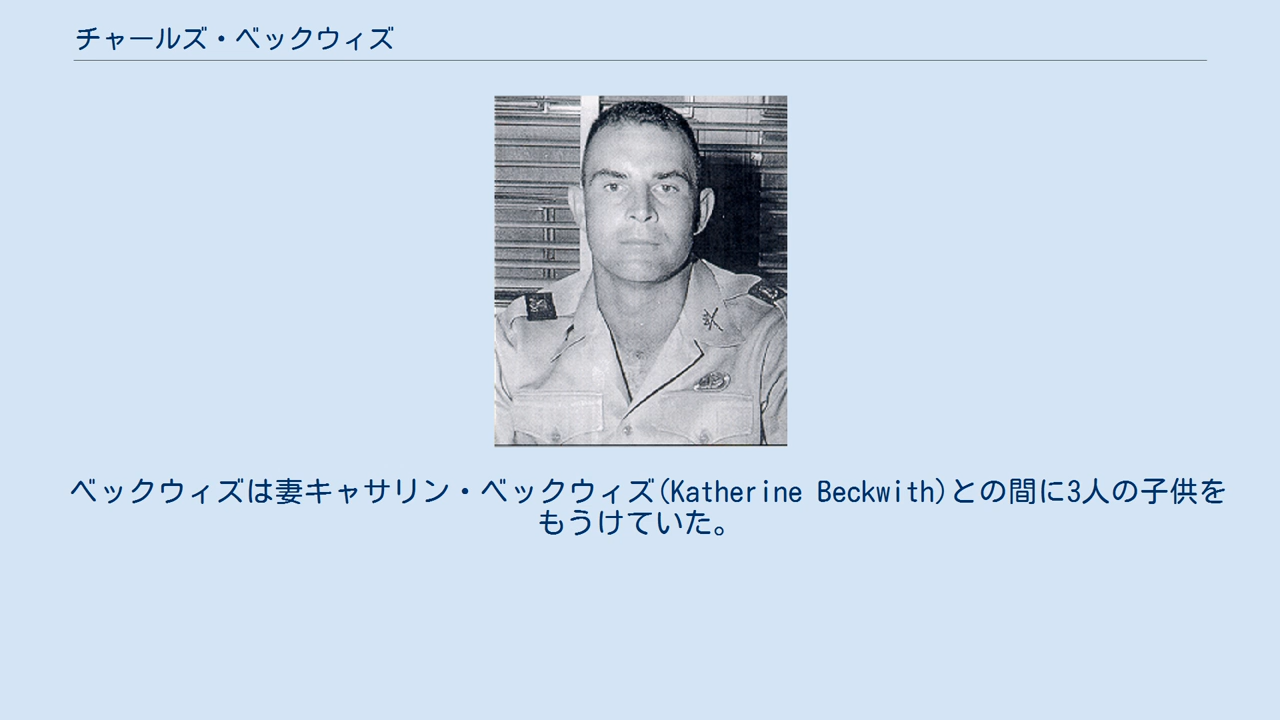 チャールズ・ベックウィズ
ベックウィズは妻キャサリン・ベックウィズ(Katherine Beckwith)との間に3人の子供を
もうけていた。